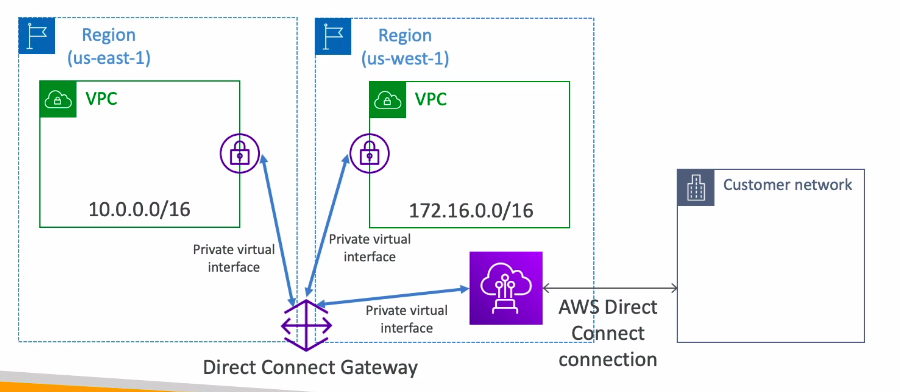 Region
(us-east-1)
Region
(us-west-1)
VPC
VPC
10.0.0.0/16
172.16.0.0/16
Customer network
Private virtual
interface
Private virtual
interface
Private virtual
interface
AWS Direct
Connect
connection
Direct Connect Gateway